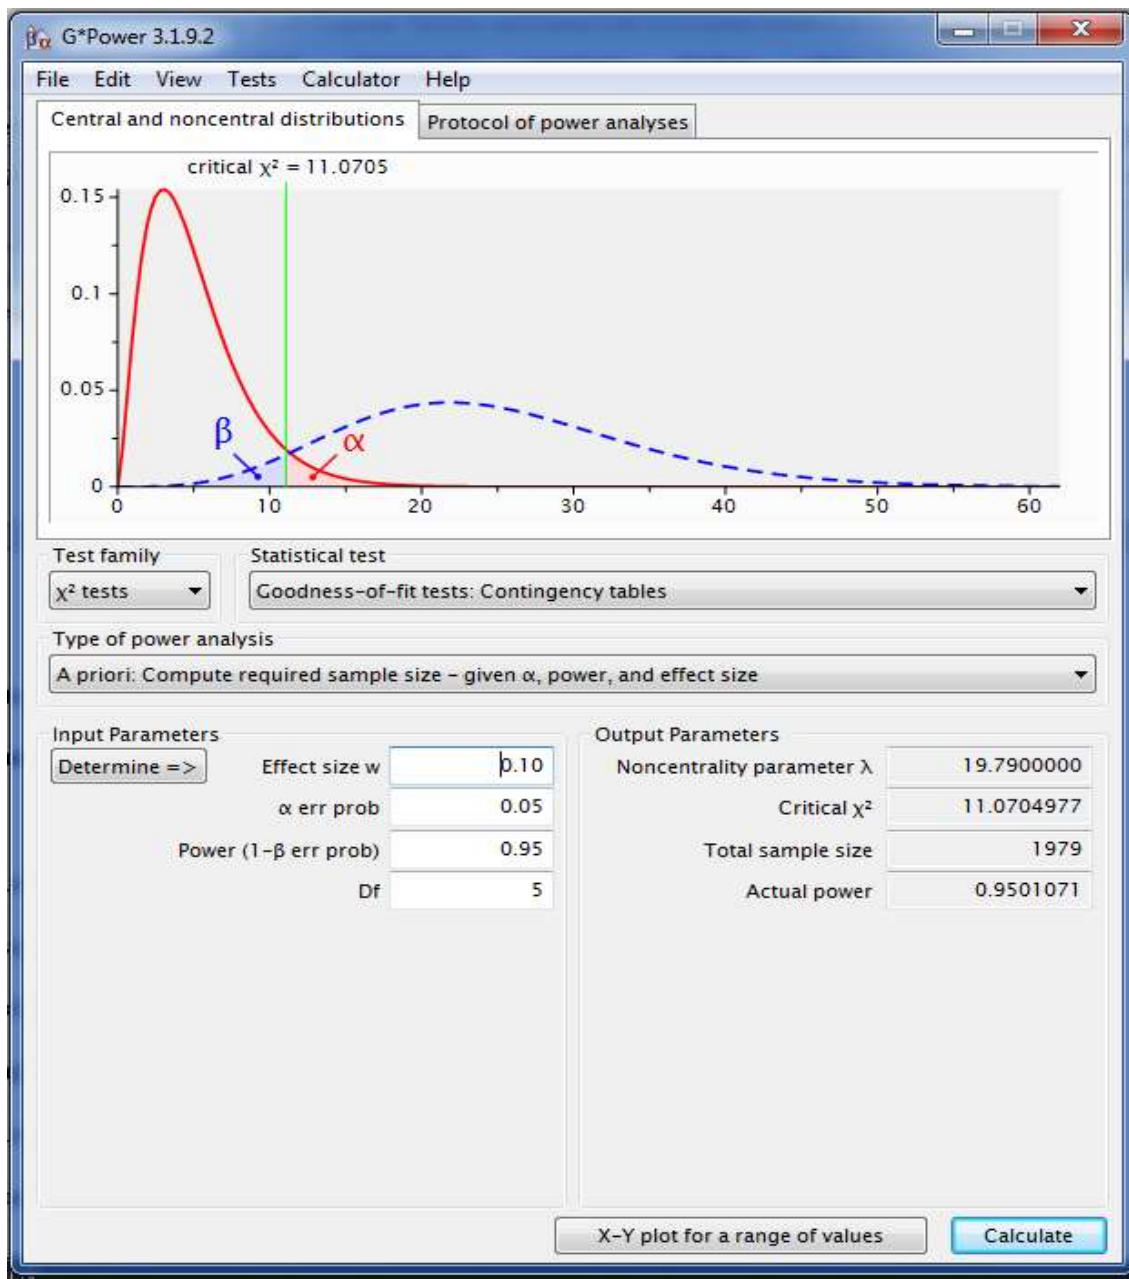 G*Power 3.1.9.2
File Edit View Tests Calculator Help
Central and noncentral distributions Protocol of power analyses
critical χ² = 11.0705
0.15
0.1
0.05
0
β α
0 10 20 30 40 50 60
Test family Statistical test
χ² tests Goodness-of-fit tests: Contingency tables
Type of power analysis
A priori: Compute required sample size – given α, power, and effect size
Input Parameters Output Parameters
Determine => Effect size w 0.10 Noncentrality parameter λ 19.7900000
α err prob 0.05 Critical χ² 11.0704977
Power (1-β err prob) 0.95 Total sample size 1979
Df 5 Actual power 0.9501071
X-Y plot for a range of values Calculate